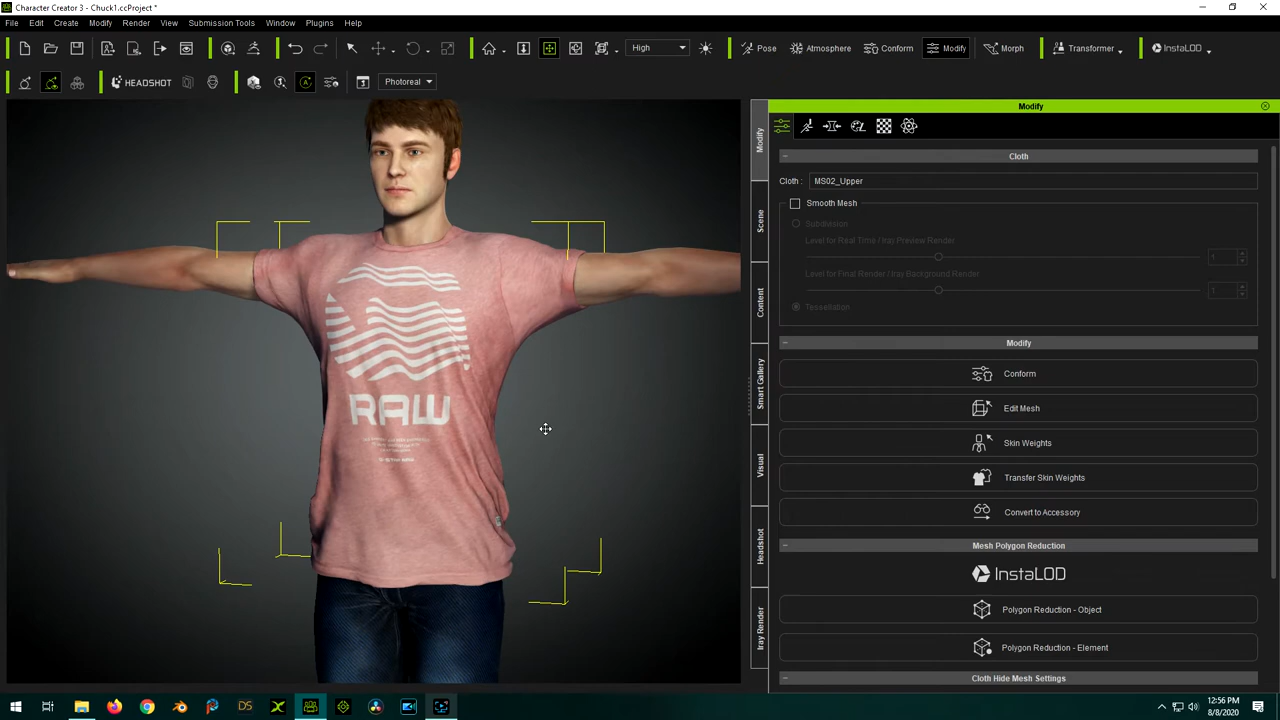 Character Creator 3 - Chuck1.ccProject *
File Edit Create Modify Render Window Submission Tools Window Plugins Help
High Pose Atmosphere Conform Modify Morph Transformer InstaLOD
HEADSHOT Photoreal
Modify
Modify
Scene
Content
Smart Gallery
Visual
Headshot
Iray Render
Cloth
Cloth : MS02_Upper
Smooth Mesh
Subdivision
Level for Real Time / Iray Preview Render
1
Level for Final Render / Iray Background Render
1
Tessellation
Modify
Conform
Edit Mesh
Skin Weights
Transfer Skin Weights
Convert to Accessory
Mesh Polygon Reduction
InstaLOD
Polygon Reduction - Object
Polygon Reduction - Element
Cloth Hide Mesh Settings
RAW
DS
12:56 PM
8/8/2020